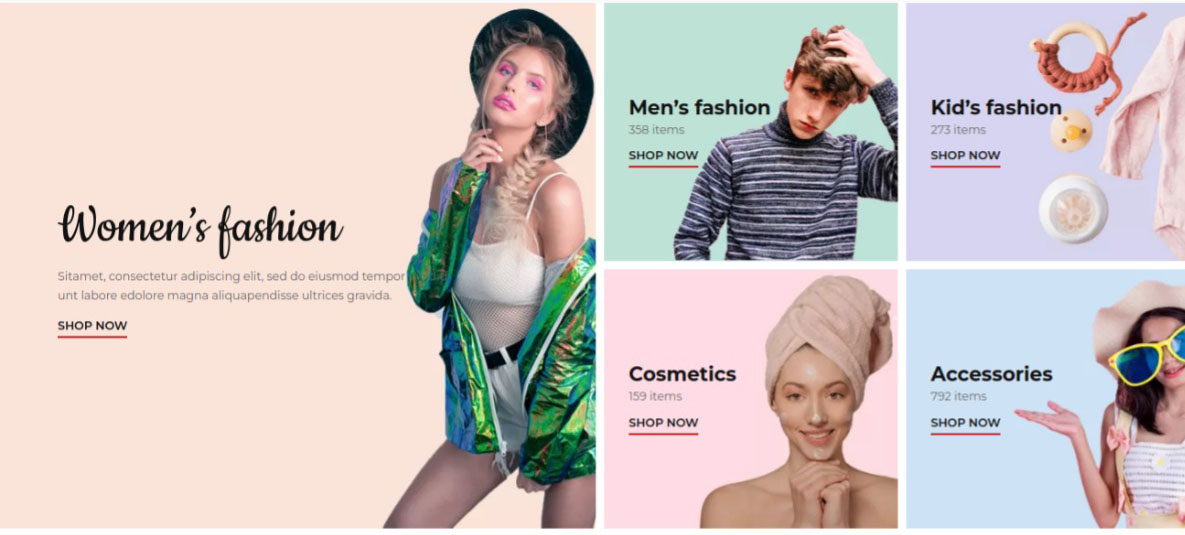 Women's fashion
Sitamet, consectetur adipiscing elit, sed do eiusmod tempor
unt labore edolore magna aliquapendisse ultrices gravida.
SHOP NOW
Men's fashion
358 items
SHOP NOW
Kid's fashion
273 items
SHOP NOW
Cosmetics
159 items
SHOP NOW
Accessories
792 items
SHOP NOW